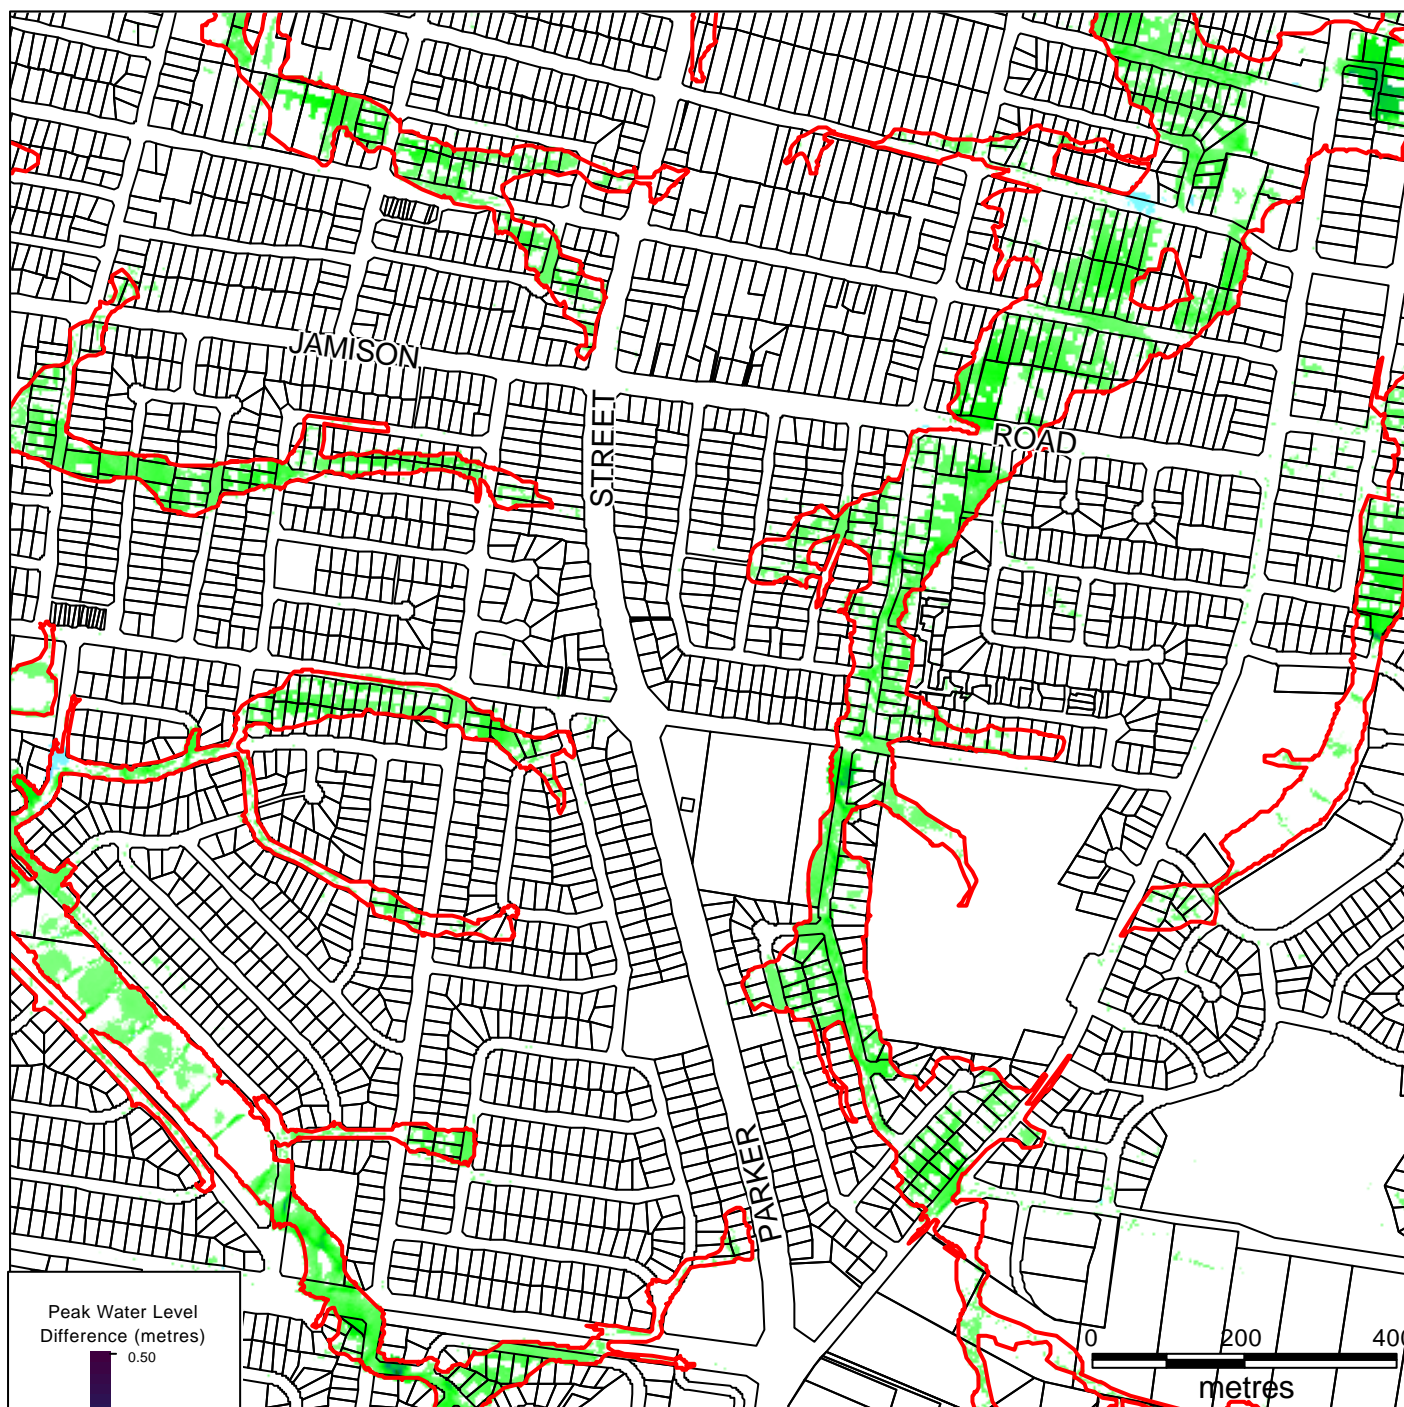 JAMISON
ROAD
STREET
PARKER
Peak Water Level
Difference (metres)
0.50
0 200 400
metres